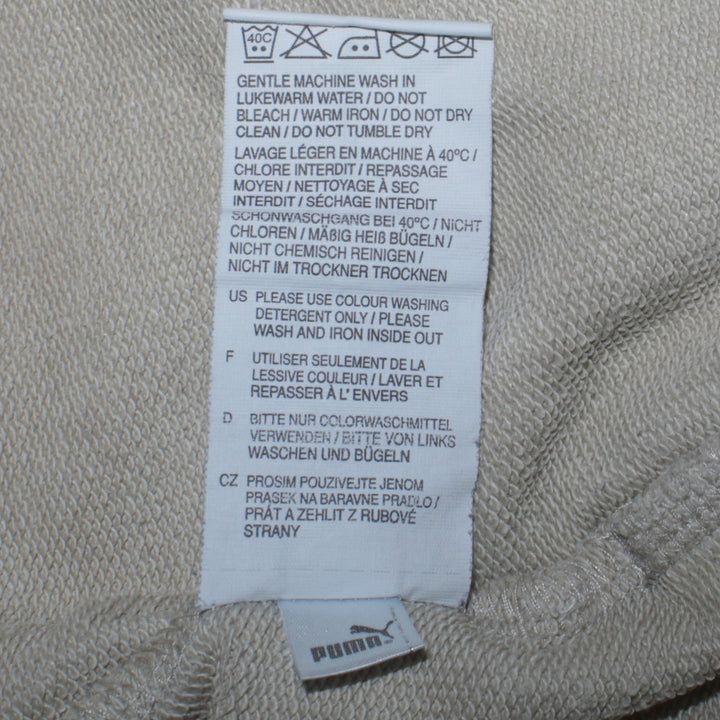 40C
GENTLE MACHINE WASH IN
LUKEWARM WATER / DO NOT
BLEACH / WARM IRON / DO NOT DRY
CLEAN / DO NOT TUMBLE DRY
LAVAGE LÉGER EN MACHINE À 40ºC /
CHLORE INTERDIT / REPASSAGE
MOYEN / NETTOYAGE À SEC
INTERDIT / SÉCHAGE INTERDIT
SCHONWASCHGANG BEI 40ºC / NICHT
CHLOREN / MÄßIG HEIß BÜGELN /
NICHT CHEMISCH REINIGEN /
NICHT IM TROCKNER TROCKNEN
US PLEASE USE COLOUR WASHING
DETERGENT ONLY / PLEASE
WASH AND IRON INSIDE OUT
F UTILISER SEULEMENT DE LA
LESSIVE COULEUR / LAVER ET
REPASSER À L' ENVERS
D BITTE NUR COLORWASCHMITTEL
VERWENDEN / BITTE VON LINKS
WASCHEN UND BÜGELN
CZ PROSIM POUZIVEJTE JENOM
PRASEK NA BARAVNE PRADLO /
PRÁT A ZEHLIT Z RUBOVÉ
STRANY
PUMA